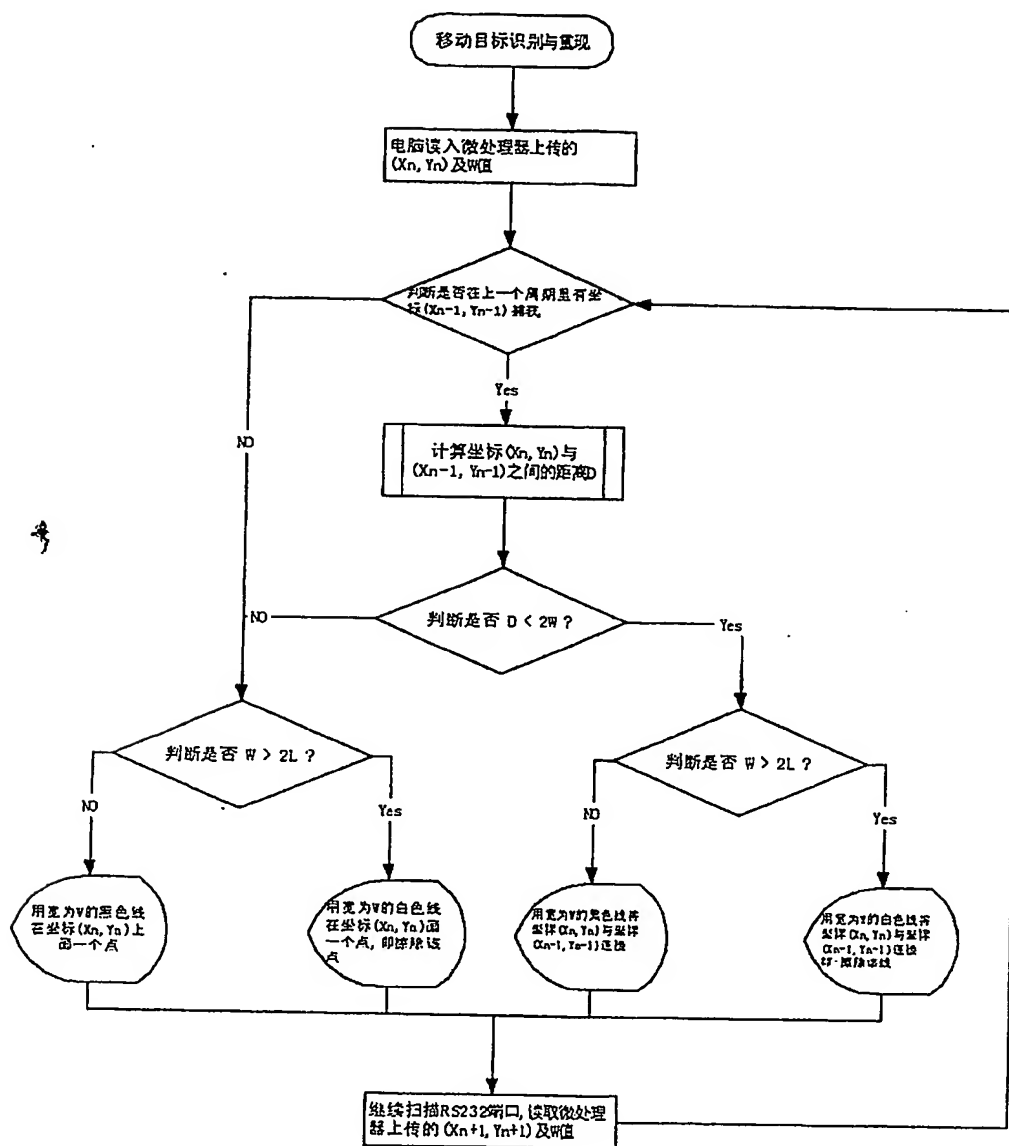 移动目标识别与重现
电脑读入微处理器上传的
(Xn, Yn)及W值
判断是否在上一个周期里有坐
标(Xn-1, Yn-1)
Yes
NO
计算坐标(Xn, Yn)与
(Xn-1, Yn-1)之间的距离D
NO
判断是否 D < 2W ?
Yes
判断是否 W > 2L ?
判断是否 W > 2L ?
NO
Yes
NO
Yes
用宽为W的黑色线
在坐标(Xn, Yn)上
画一个点
用宽为W的白色线
在坐标(Xn, Yn)画
一个点, 即擦除该
点
用宽为W的黑色线将
坐标(Xn, Yn)与坐标
(Xn-1, Yn-1)连接
用宽为W的白色线将
坐标(Xn, Yn)与坐标
(Xn-1, Yn-1)连接
继续扫描RS232端口, 读取微处理
器上传的 (Xn+1, Yn+1)及W值